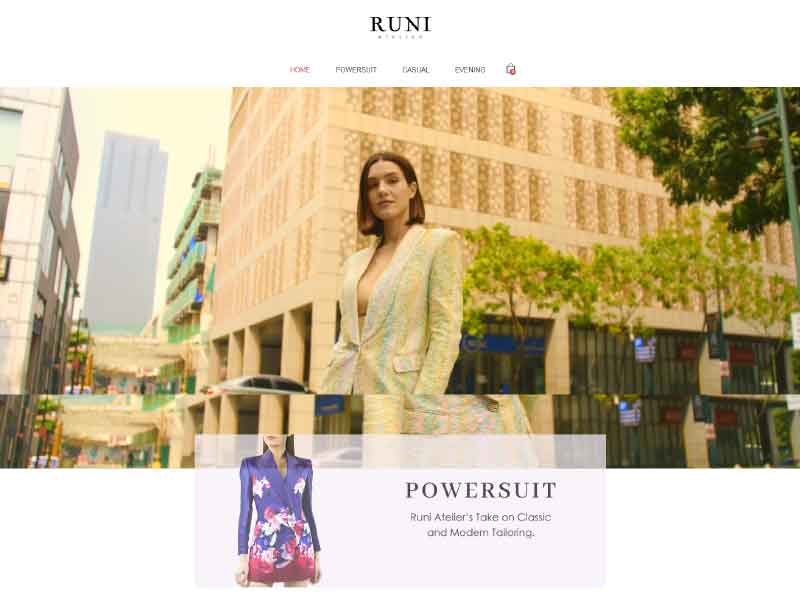 RUNI
ATELIER
HOME POWERSUIT CASUAL EVENING
POWERSUIT
Runi Atelier's Take on Classic
and Modern Tailoring.